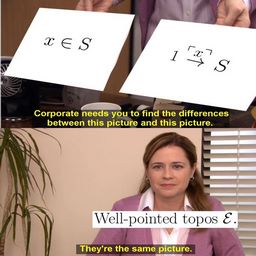 x ∈ S
1 ⌜x⌝→ S
Corporate needs you to find the differences
between this picture and this picture.
Well-pointed topos ℰ.
They're the same picture.